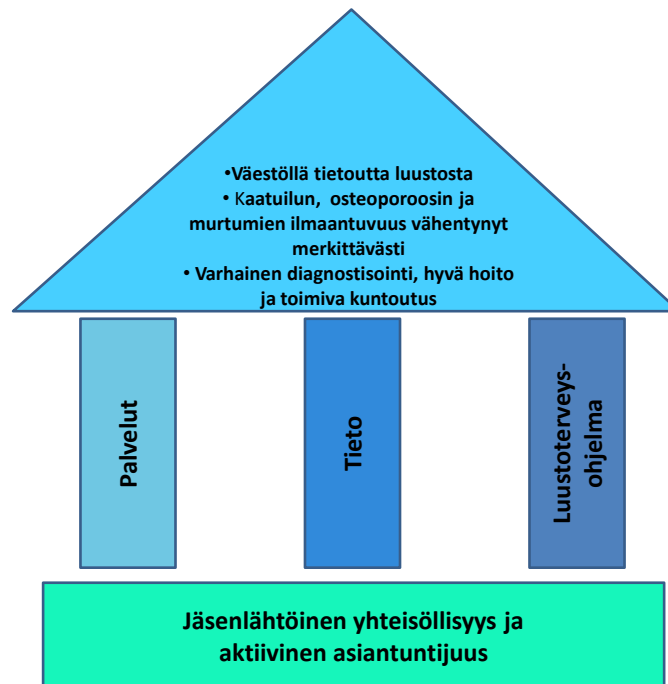 •Väestöllä tietoutta luustosta
• Kaatuilun, osteoporoosin ja
murtumien ilmaantuvuus vähentynyt
merkittävästi
• Varhainen diagnostisointi, hyvä hoito
ja toimiva kuntoutus
Palvelut
Tieto
Luustoterveys-
ohjelma
Jäsenlähtöinen yhteisöllisyys ja
aktiivinen asiantuntijuus